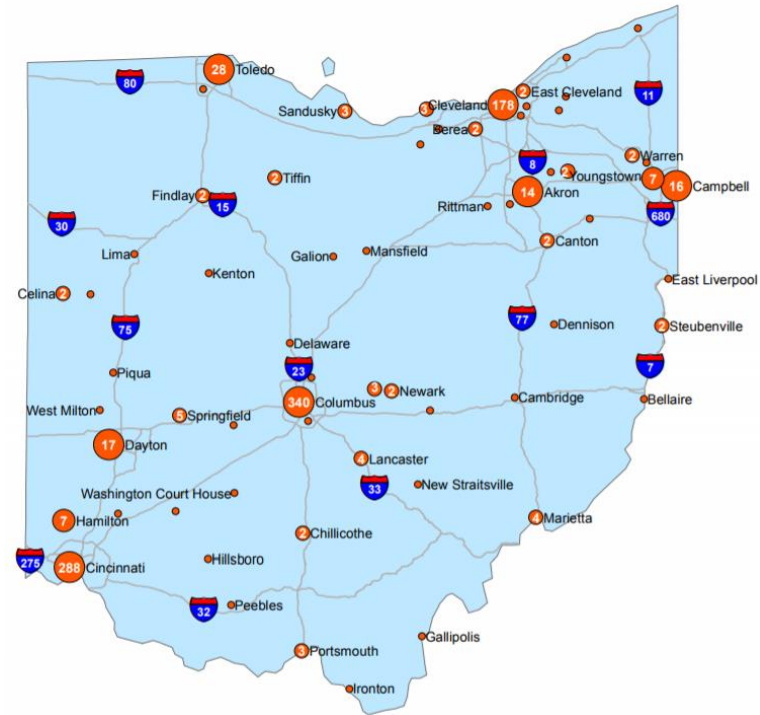 28 Toledo
80
Sandusky 3
3 Cleveland 178
2 East Cleveland
11
Berea 2
8
2 Warren
2 Tiffin
2 Youngstown 7
16 Campbell
14 Akron
Findlay 2
15
Rittman
680
30
2 Canton
Lima
Galion
Mansfield
Kenton
East Liverpool
Celina 2
75
77
Dennison
2 Steubenville
Delaware
23
7
Piqua
3
2 Newark
340 Columbus
Cambridge
Bellaire
West Milton
5 Springfield
17 Dayton
4 Lancaster
33
New Straitsville
Washington Court House
7 Hamilton
4 Marietta
2 Chillicothe
275
288 Cincinnati
Hillsboro
32
Peebles
Gallipolis
3 Portsmouth
Ironton